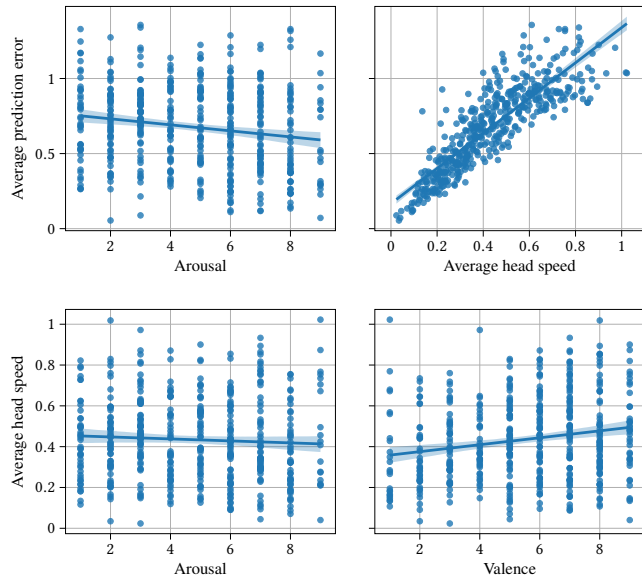 Average prediction error
1
0.5
0
2 4 6 8
Arousal
0 0.2 0.4 0.6 0.8 1
Average head speed
Average head speed
1
0.8
0.6
0.4
0.2
0
2 4 6 8
Arousal
2 4 6 8
Valence